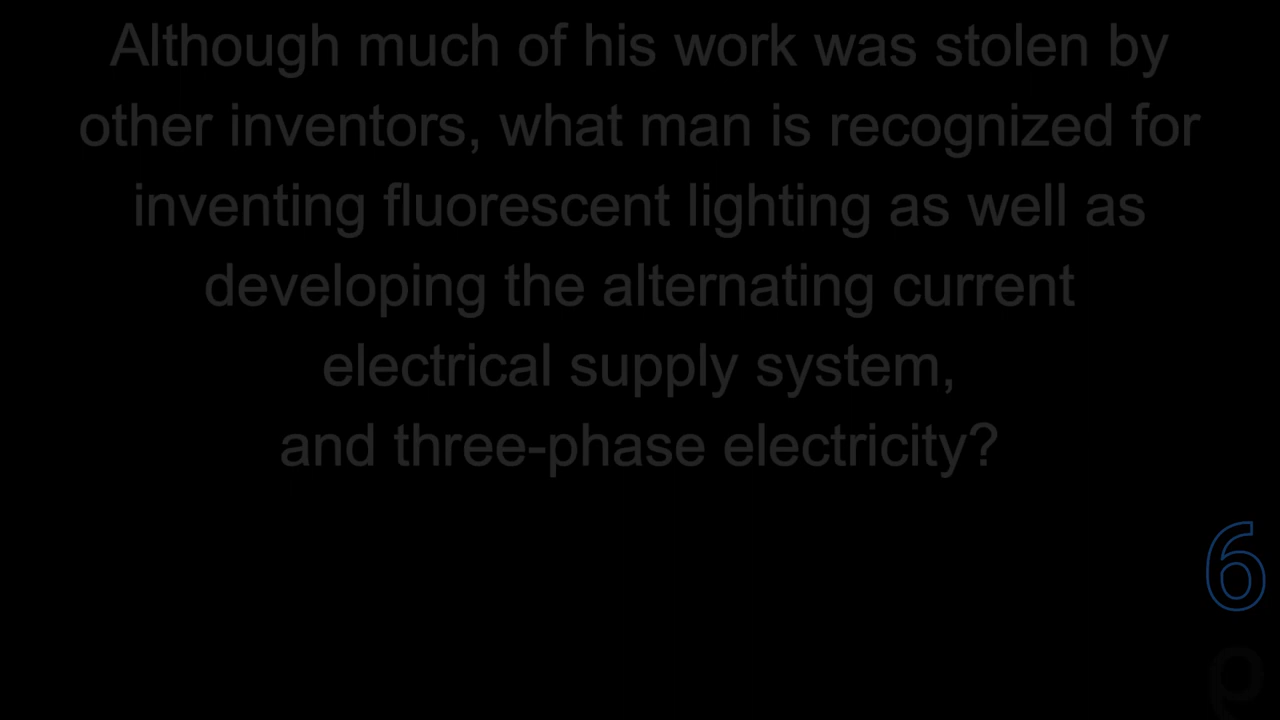 Although much of his work was stolen by
other inventors, what man is recognized for
inventing fluorescent lighting as well as
developing the alternating current
electrical supply system,
and three-phase electricity?
6